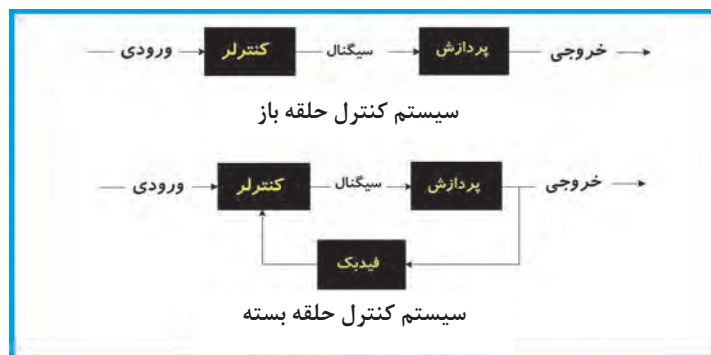 ورودی کنترلر سیگنال پردازش خروجی
سیستم کنترل حلقه باز
ورودی کنترلر سیگنال پردازش خروجی
فیدبک
سیستم کنترل حلقه بسته